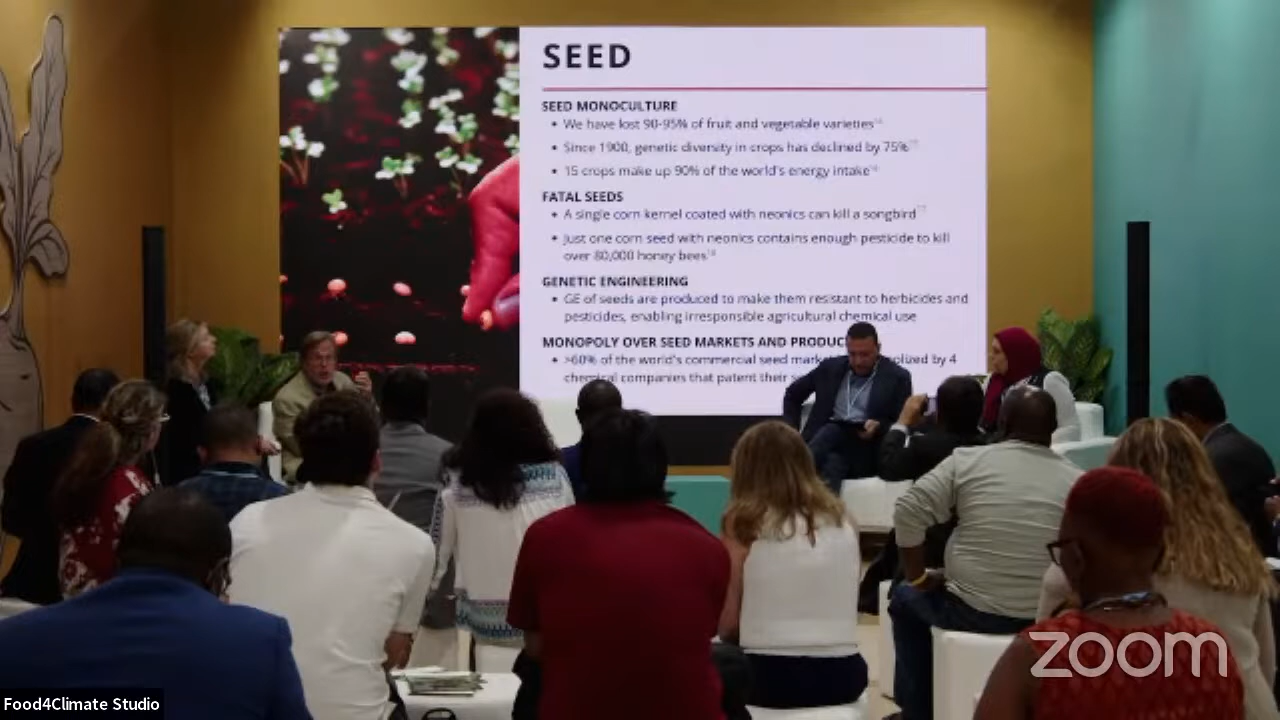 SEED
SEED MONOCULTURE
• We have lost 90-95% of fruit and vegetable varieties
• Since 1900, genetic diversity in crops has declined by 75%
• 15 crops make up 90% of the world's energy intake
FATAL SEEDS
• A single corn kernel coated with neonics can kill a songbird
• Just one corn seed with neonics contains enough pesticide to kill
over 80,000 honey bees
GENETIC ENGINEERING
• GE of seeds are produced to make them resistant to herbicides and
pesticides, enabling irresponsible agricultural chemical use
MONOPOLY OVER SEED MARKETS AND
• >60% of the world's commercial seed by 4
chemical companies that patent their
zoom
Food4Climate Studio